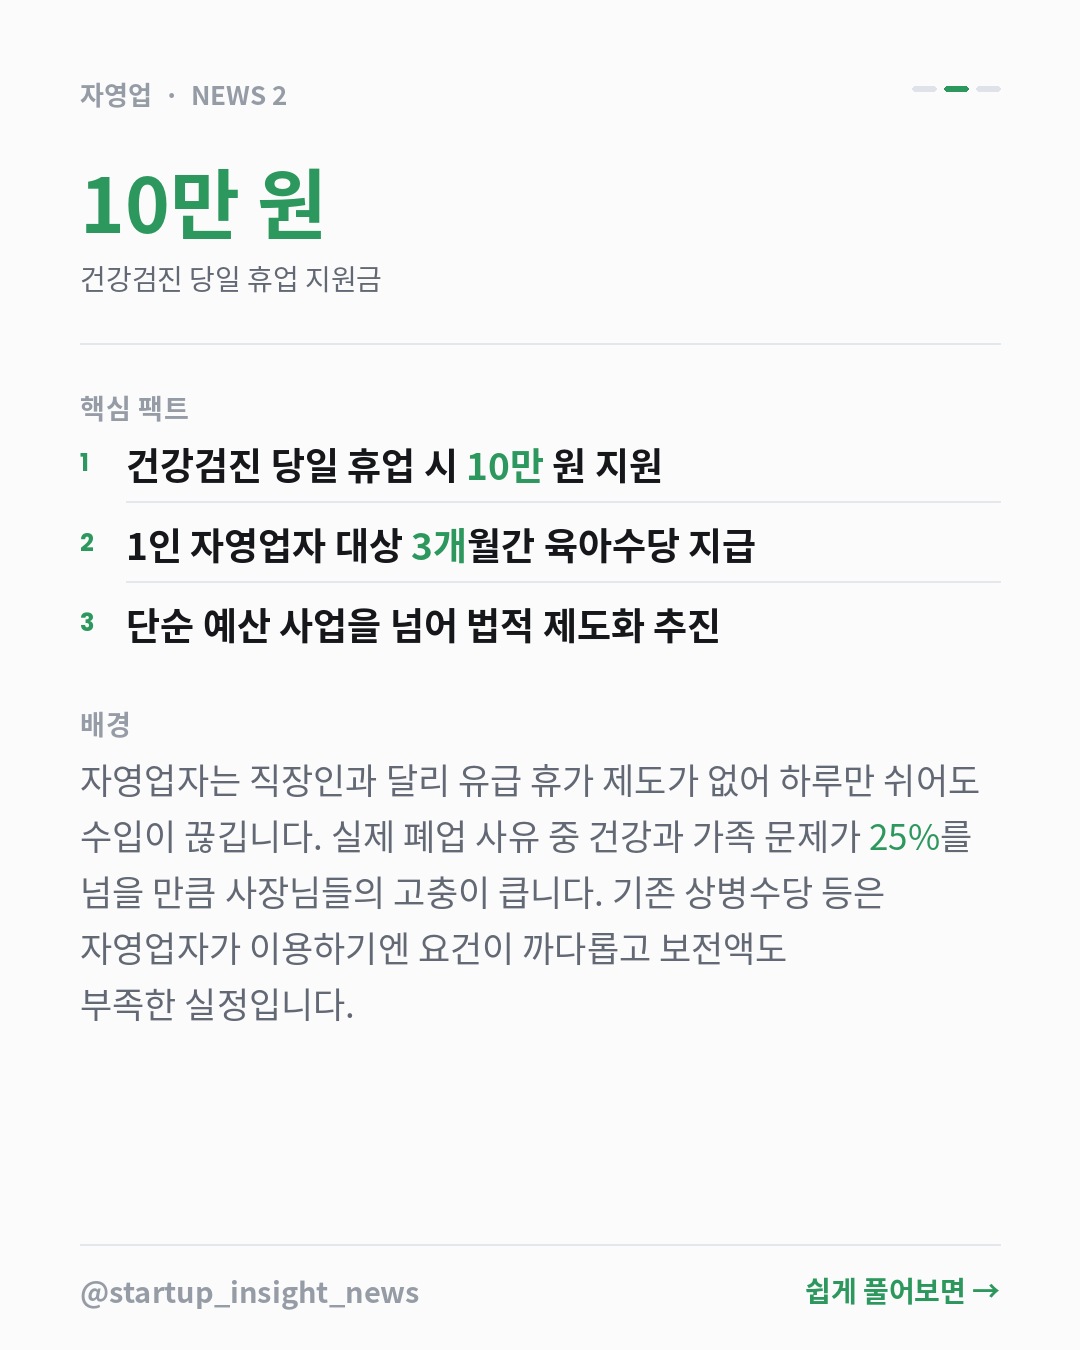 자영업 · NEWS 2
10만 원
건강검진 당일 휴업 지원금
핵심 팩트
1 건강검진 당일 휴업 시 10만 원 지원
2 1인 자영업자 대상 3개월간 육아수당 지급
3 단순 예산 사업을 넘어 법적 제도화 추진
배경
자영업자는 직장인과 달리 유급 휴가 제도가 없어 하루만 쉬어도
수입이 끊깁니다. 실제 폐업 사유 중 건강과 가족 문제가 25%를
넘을 만큼 사장님들의 고충이 큽니다. 기존 상병수당 등은
자영업자가 이용하기엔 요건이 까다롭고 보전액도
부족한 실정입니다.
@startup_insight_news
쉽게 풀어보면 →